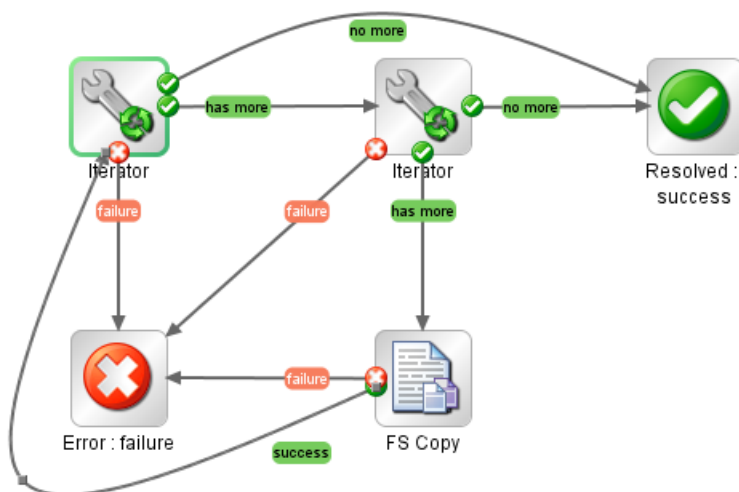 no more
has more
no more
Iterator
Iterator
Resolved :
success
failure
failure
has more
failure
Error : failure
success
FS Copy